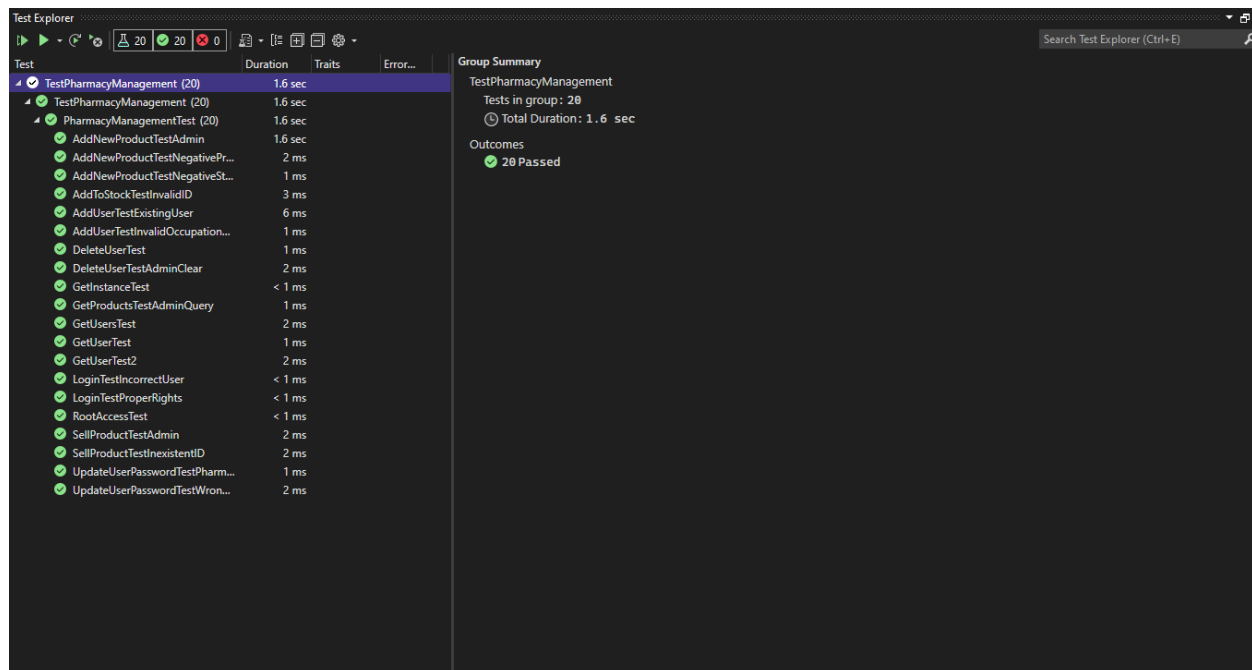 Test Explorer
20 20 0
Search Test Explorer (Ctrl+E)
Test Duration Traits Error...
TestPharmacyManagement (20) 1.6 sec
TestPharmacyManagement (20) 1.6 sec
PharmacyManagementTest (20) 1.6 sec
AddNewProductTestAdmin 1.6 sec
AddNewProductTestNegativePr... 2 ms
AddNewProductTestNegativeSt... 1 ms
AddToStockTestInvalidID 3 ms
AddUserTestExistingUser 6 ms
AddUserTestInvalidOccupation... 1 ms
DeleteUserTest 1 ms
DeleteUserTestAdminClear 2 ms
GetInstanceTest < 1 ms
GetProductsTestAdminQuery 1 ms
GetUsersTest 2 ms
GetUserTest 1 ms
GetUserTest2 2 ms
LoginTestIncorrectUser < 1 ms
LoginTestProperRights < 1 ms
RootAccessTest < 1 ms
SellProductTestAdmin 2 ms
SellProductTestInexistentID 2 ms
UpdateUserPasswordTestPharm... 1 ms
UpdateUserPasswordTestWron... 2 ms
Group Summary
TestPharmacyManagement
Tests in group: 20
Total Duration: 1.6 sec
Outcomes
20 Passed